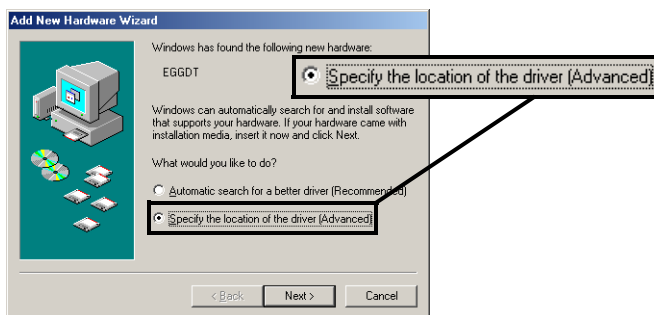 Add New Hardware Wizard
Windows has found the following new hardware:
EGGDT
Specify the location of the driver (Advanced)
Windows can automatically search for and install software
that supports your hardware. If your hardware came with
installation media, insert it now and click Next.
What would you like to do?
Automatic search for a better driver (Recommended)
Specify the location of the driver (Advanced)
< Back
Next >
Cancel